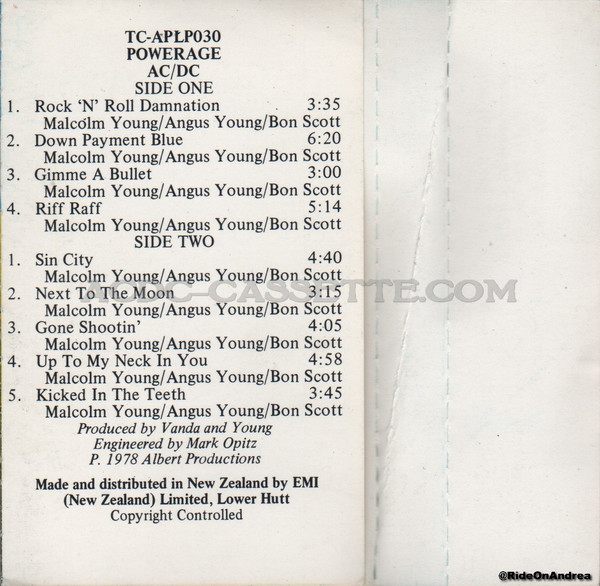 TC-APLP030
POWERAGE
AC/DC
SIDE ONE
1. Rock ‘N’ Roll Damnation 3:35
Malcolm Young/Angus Young/Bon Scott
2. Down Payment Blue 6:20
Malcolm Young/Angus Young/Bon Scott
3. Gimme A Bullet 3:00
Malcolm Young/Angus Young/Bon Scott
4. Riff Raff 5:14
Malcolm Young/Angus Young/Bon Scott
SIDE TWO
1. Sin City 4:40
Malcolm Young/Angus Young/Bon Scott
2. Next To The Moon 3:15
ACDC-CASSETTE.COM
Malcolm Young/Angus Young/Bon Scott
3. Gone Shootin’ 4:05
Malcolm Young/Angus Young/Bon Scott
4. Up To My Neck In You 4:58
Malcolm Young/Angus Young/Bon Scott
5. Kicked In The Teeth 3:45
Malcolm Young/Angus Young/Bon Scott
Produced by Vanda and Young
Engineered by Mark Opitz
P. 1978 Albert Productions
Made and distributed in New Zealand by EMI
(New Zealand) Limited, Lower Hutt
Copyright Controlled
@RideOnAndrea